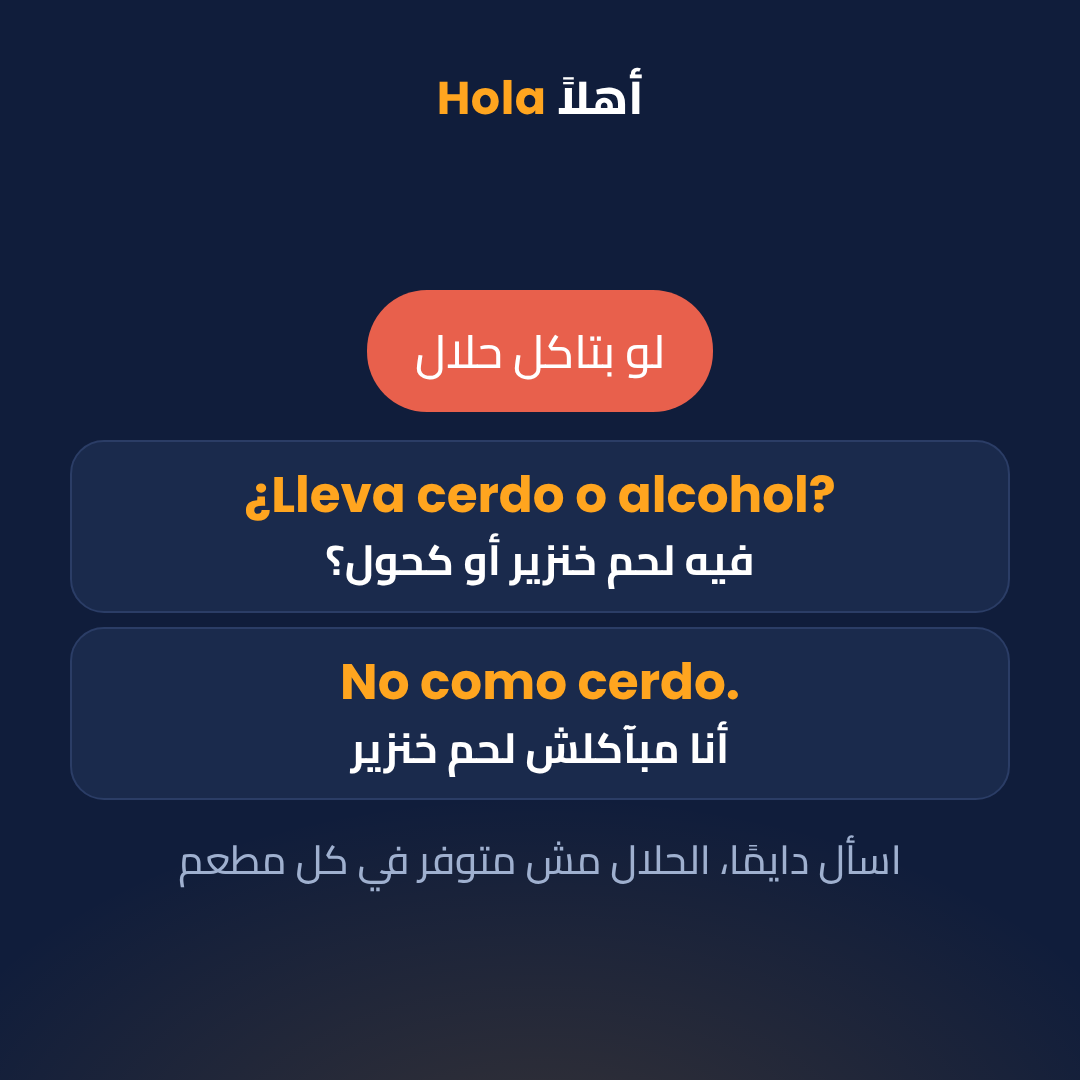 أهلاً Hola
لو بتاكل حلال
¿Lleva cerdo o alcohol?
فيه لحم خنزير أو كحول؟
No como cerdo.
أنا مبآكلش لحم خنزير
اسأل دايمًا، الحلال مش متوفر في كل مطعم